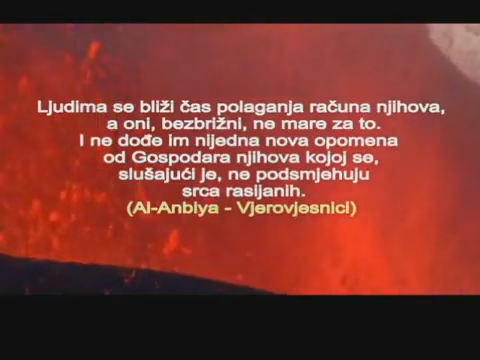 Ljudima se bliži čas polaganja računa njihova,
a oni, bezbrižni, ne mare za to.
I ne dođe im nijedna nova opomena
od Gospodara njihova kojoj se,
slušajući je, ne podsmjehuju
srca rasijanih.
(Al-Anbiya - Vjerovjesnici)